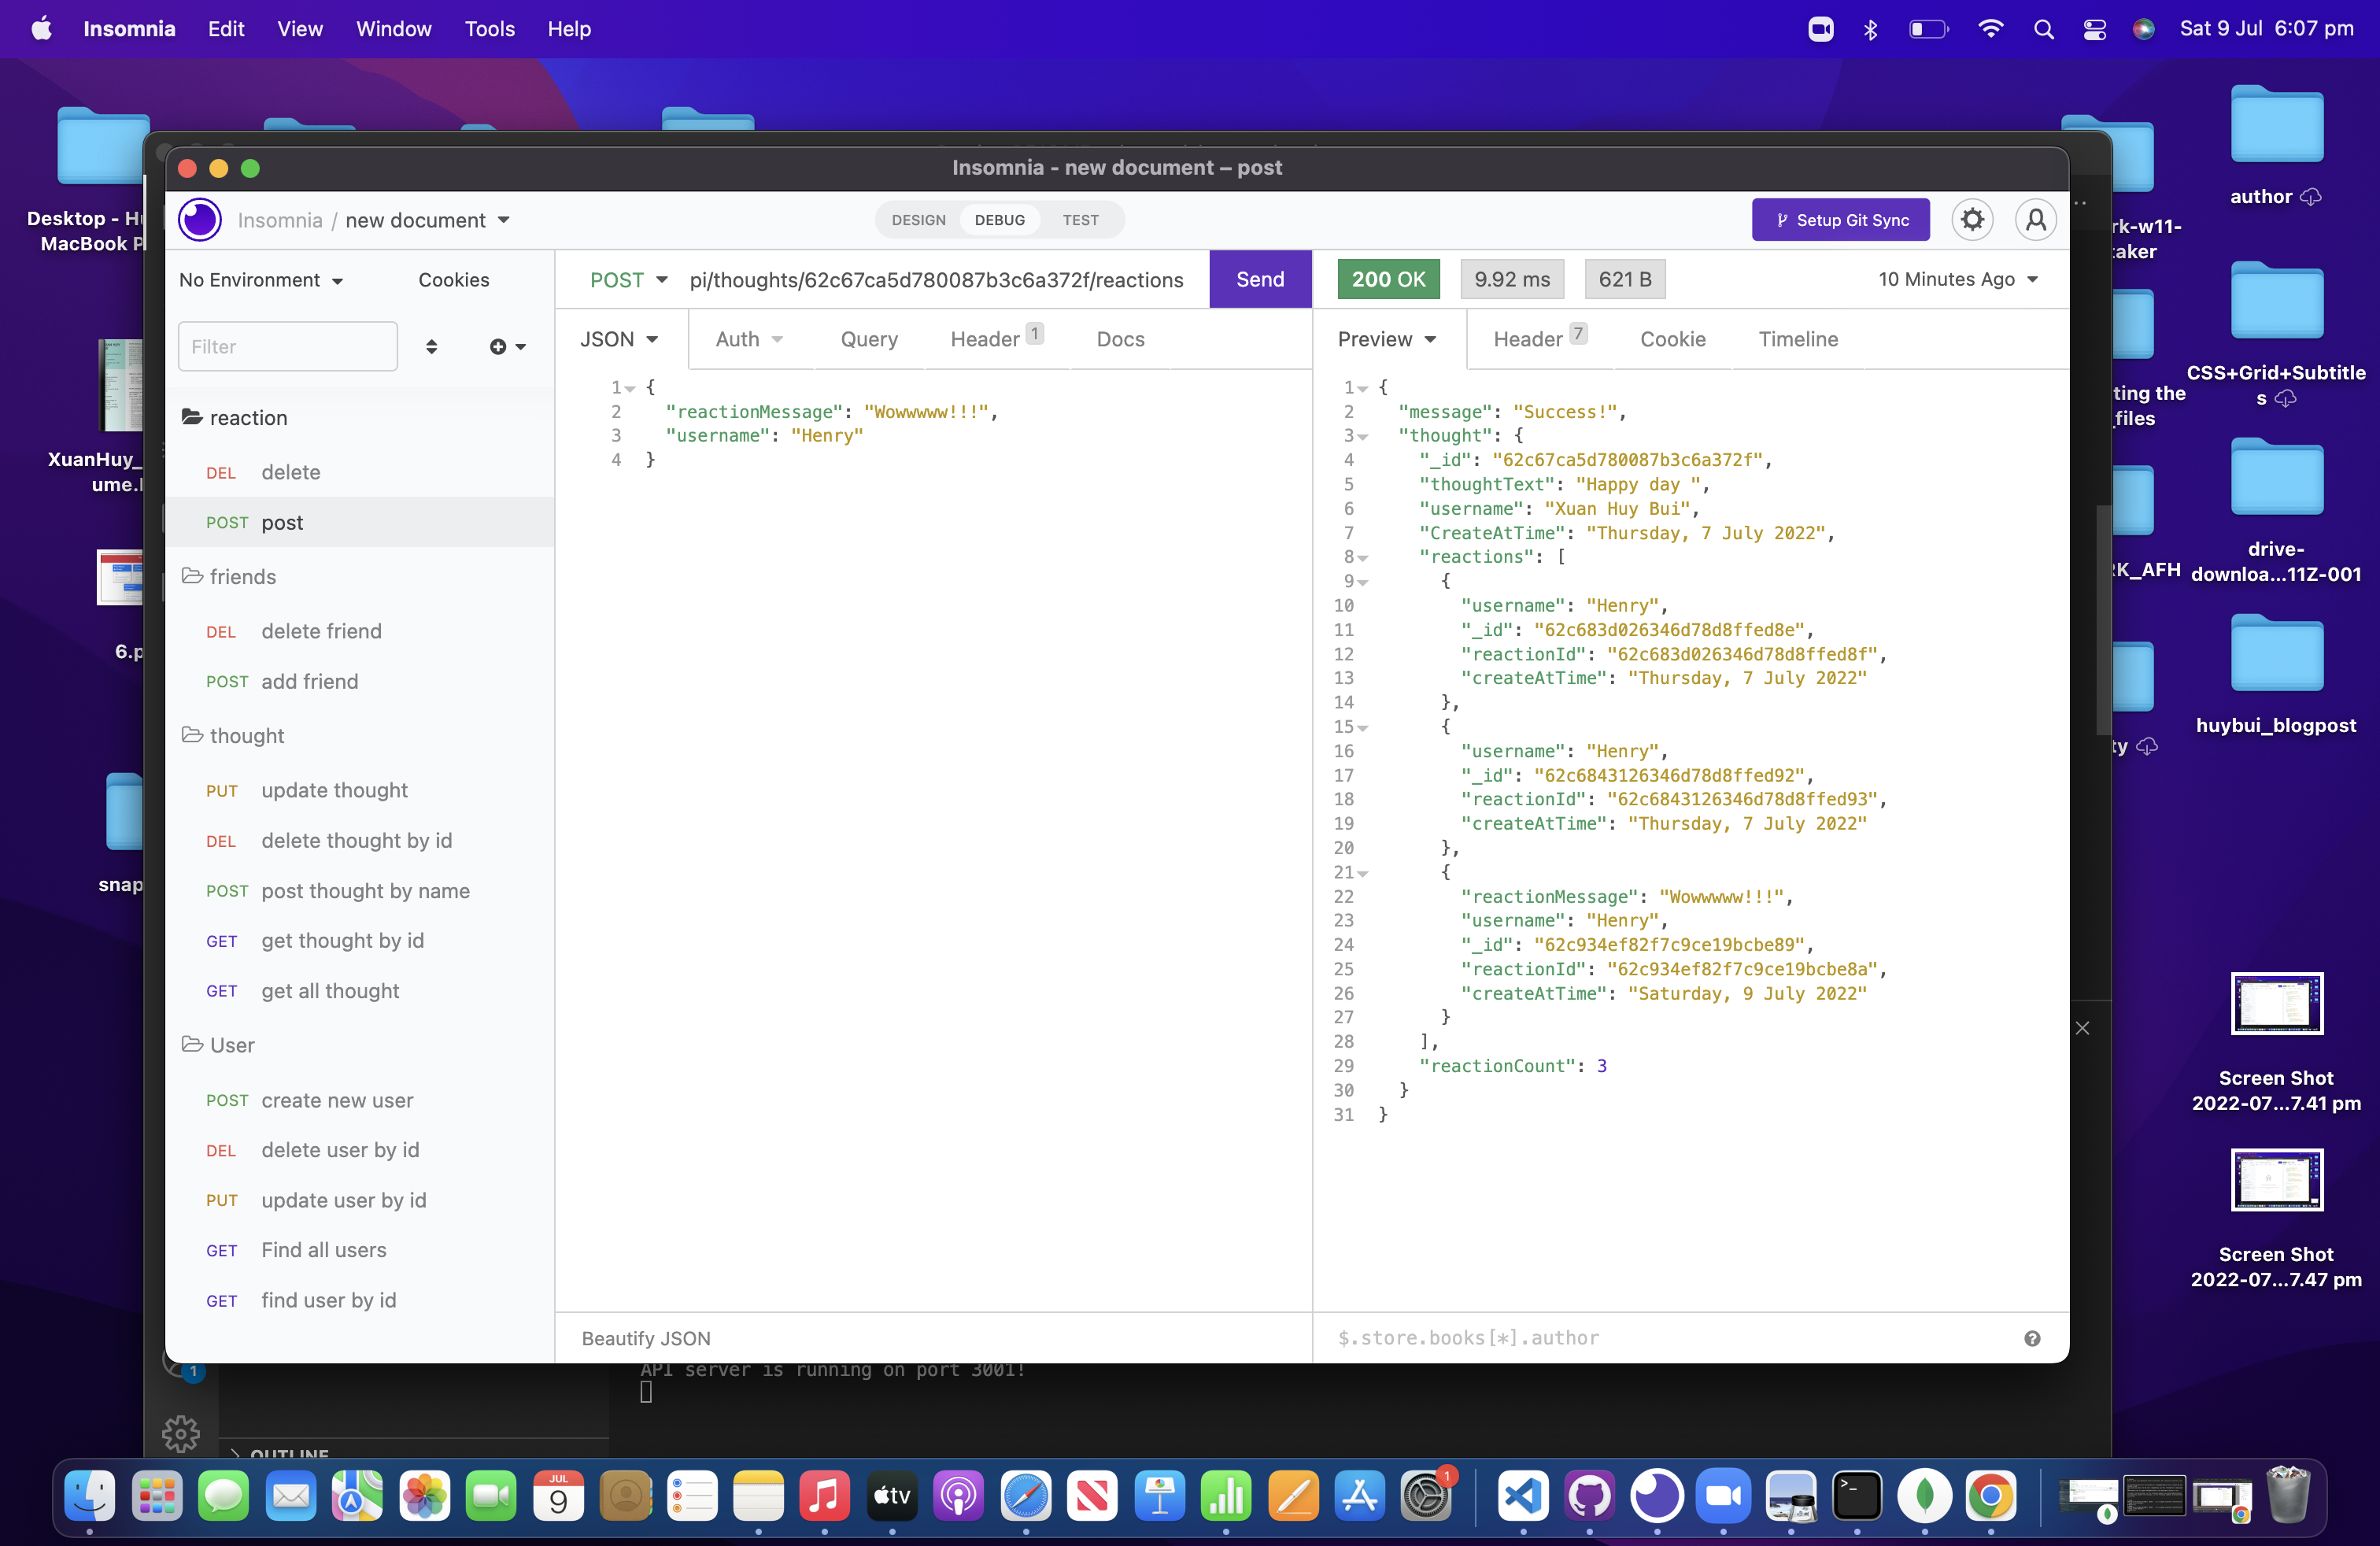 Insomnia Edit View Window Tools Help
Sat 9 Jul 6:07 pm
Insomnia - new document – post
Insomnia / new document
DESIGN DEBUG TEST
Setup Git Sync
No Environment Cookies
Filter
reaction
DEL delete
POST post
friends
DEL delete friend
POST add friend
thought
PUT update thought
DEL delete thought by id
POST post thought by name
GET get thought by id
GET get all thought
User
POST create new user
DEL delete user by id
PUT update user by id
GET Find all users
GET find user by id
POST pi/thoughts/62c67ca5d780087b3c6a372f/reactions Send
JSON Auth Query Header 1 Docs
1 {
2 "reactionMessage": "Wowwwww!!!",
3 "username": "Henry"
4 }
Beautify JSON
200 OK 9.92 ms 621 B 10 Minutes Ago
Preview Header 7 Cookie Timeline
1 {
2 "message": "Success!",
3 "thought": {
4 "_id": "62c67ca5d780087b3c6a372f",
5 "thoughtText": "Happy day ",
6 "username": "Xuan Huy Bui",
7 "CreateAtTime": "Thursday, 7 July 2022",
8 "reactions": [
9 {
10 "username": "Henry",
11 "_id": "62c683d026346d78d8ffed8e",
12 "reactionId": "62c683d026346d78d8ffed8f",
13 "createAtTime": "Thursday, 7 July 2022"
14 },
15 {
16 "username": "Henry",
17 "_id": "62c6843126346d78d8ffed92",
18 "reactionId": "62c6843126346d78d8ffed93",
19 "createAtTime": "Thursday, 7 July 2022"
20 },
21 {
22 "reactionMessage": "Wowwwww!!!",
23 "username": "Henry",
24 "_id": "62c934ef82f7c9ce19bcbe89",
25 "reactionId": "62c934ef82f7c9ce19bcbe8a",
26 "createAtTime": "Saturday, 9 July 2022"
27 }
28 ],
29 "reactionCount": 3
30 }
31 }
$.store.books[*].author
API server is running on port 3001!
1
OUTLINE
Desktop - H
MacBook P
XuanHuy_
ume.
6.p
snap
rk-w11-
taker
ting the
_files
K_AFH
ty
author
CSS+Grid+Subtitle
s
drive-
downloa...11Z-001
huybui_blogpost
Screen Shot
2022-07...7.41 pm
Screen Shot
2022-07...7.47 pm
JUL
9
tv
1